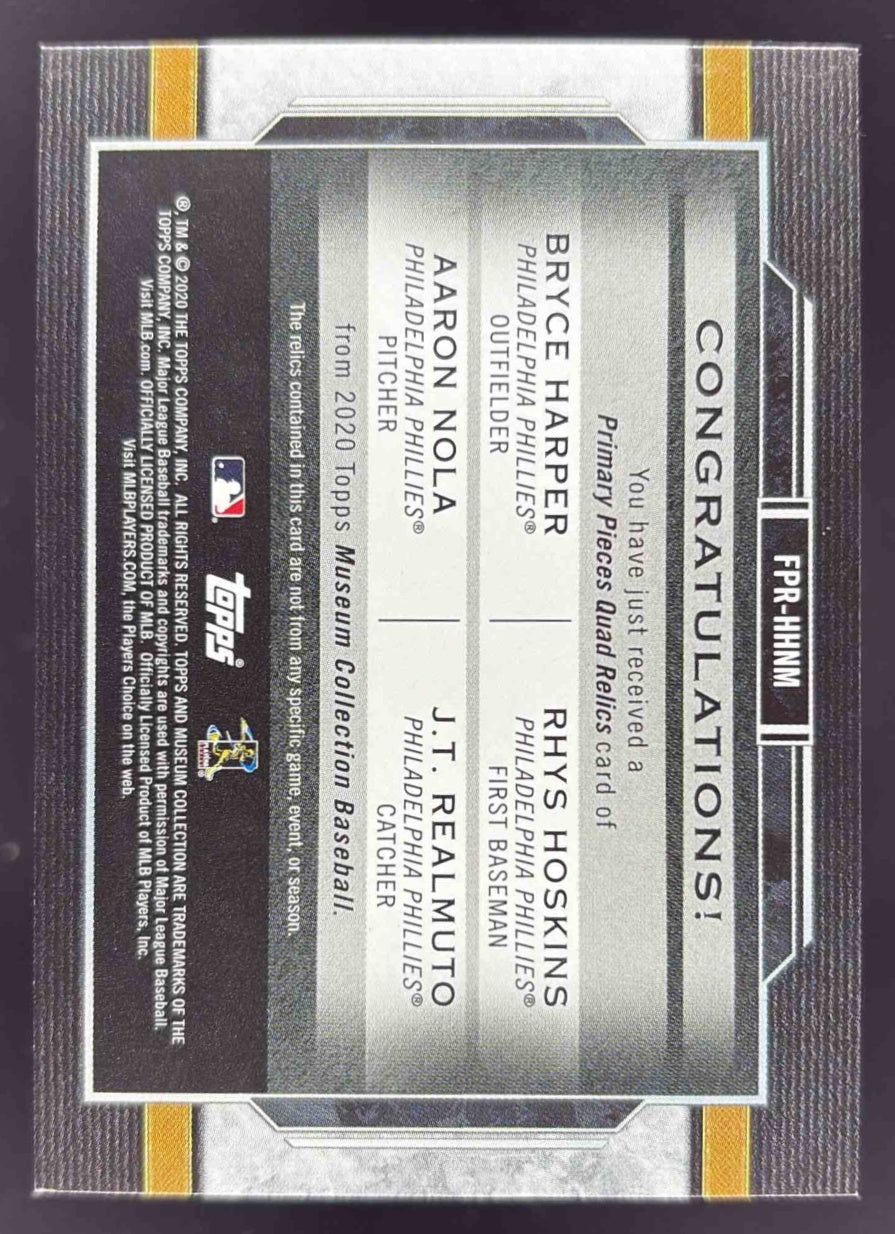 FPR-HHNM
CONGRATULATIONS!
You have just received a
Primary Pieces Quad Relics card of
BRYCE HARPER
PHILADELPHIA PHILLIES®
OUTFIELDER
RHYS HOSKINS
PHILADELPHIA PHILLIES®
FIRST BASEMAN
AARON NOLA
PHILADELPHIA PHILLIES®
PITCHER
J.T. REALMUTO
PHILADELPHIA PHILLIES®
CATCHER
from 2020 Topps Museum Collection Baseball.
The relics contained in this card are not from any specific game, event, or season.
topps®
®, TM & © 2020 THE TOPPS COMPANY, INC. ALL RIGHTS RESERVED. TOPPS AND MUSEUM COLLECTION ARE TRADEMARKS OF THE
TOPPS COMPANY, INC. Major League Baseball trademarks and copyrights are used with permission of Major League Baseball.
Visit MLB.com. OFFICIALLY LICENSED PRODUCT OF MLB. Officially Licensed Product of MLB Players, Inc.
Visit MLBPLAYERS.COM, the Players Choice on the web.